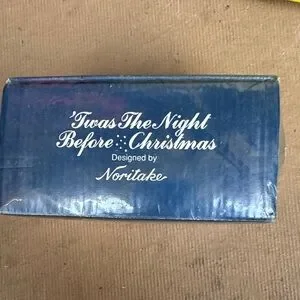 'Twas The Night
Before Christmas
Designed by
Noritake